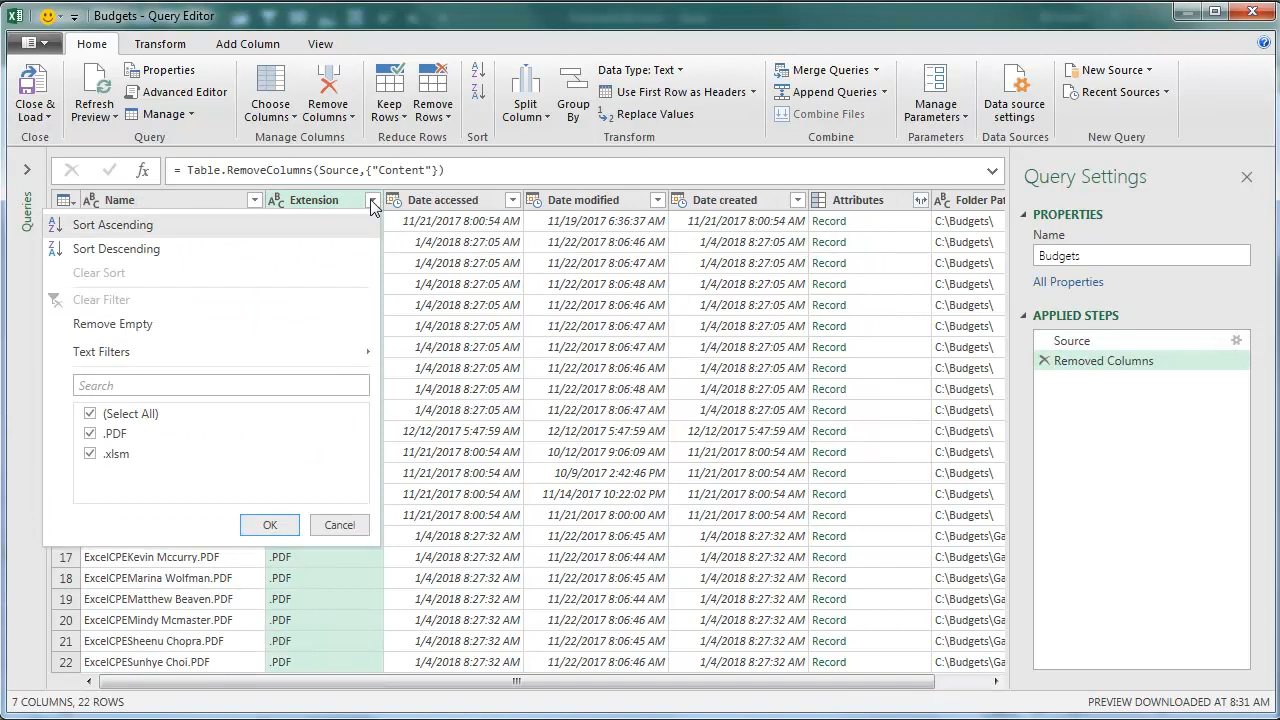 Budgets - Query Editor
Home Transform Add Column View
Close & Load
Close
Refresh Preview
Properties
Advanced Editor
Manage
Query
Choose Columns
Remove Columns
Manage Columns
Keep Rows
Remove Rows
Reduce Rows
Sort
Split Column
Group By
Data Type: Text
Use First Row as Headers
Replace Values
Transform
Merge Queries
Append Queries
Combine Files
Combine
Manage Parameters
Parameters
Data source settings
Data Sources
New Source
Recent Sources
New Query
= Table.RemoveColumns(Source,{"Content"})
Queries
Name Extension Date accessed Date modified Date created Attributes Folder Pat
Sort Ascending
Sort Descending
Clear Sort
Clear Filter
Remove Empty
Text Filters
Search
(Select All)
.PDF
.xlsm
OK Cancel
11/21/2017 8:00:54 AM 11/19/2017 6:36:37 AM 11/21/2017 8:00:54 AM Record C:\Budgets\
1/4/2018 8:27:05 AM 11/22/2017 8:06:46 AM 1/4/2018 8:27:05 AM Record C:\Budgets\
1/4/2018 8:27:05 AM 11/22/2017 8:06:47 AM 1/4/2018 8:27:05 AM Record C:\Budgets\
1/4/2018 8:27:05 AM 11/22/2017 8:06:48 AM 1/4/2018 8:27:05 AM Record C:\Budgets\
1/4/2018 8:27:05 AM 11/22/2017 8:06:46 AM 1/4/2018 8:27:05 AM Record C:\Budgets\
1/4/2018 8:27:05 AM 11/22/2017 8:06:47 AM 1/4/2018 8:27:05 AM Record C:\Budgets\
1/4/2018 8:27:05 AM 11/22/2017 8:06:47 AM 1/4/2018 8:27:05 AM Record C:\Budgets\
1/4/2018 8:27:05 AM 11/22/2017 8:06:46 AM 1/4/2018 8:27:05 AM Record C:\Budgets\
1/4/2018 8:27:05 AM 11/22/2017 8:06:48 AM 1/4/2018 8:27:05 AM Record C:\Budgets\
1/4/2018 8:27:05 AM 11/22/2017 8:06:47 AM 1/4/2018 8:27:05 AM Record C:\Budgets\
12/12/2017 5:47:59 AM 12/12/2017 5:47:59 AM 12/12/2017 5:47:59 AM Record C:\Budgets\
11/21/2017 8:00:54 AM 10/12/2017 9:06:09 AM 11/21/2017 8:00:54 AM Record C:\Budgets\
11/21/2017 8:00:54 AM 10/9/2017 2:42:46 PM 11/21/2017 8:00:54 AM Record C:\Budgets\
11/21/2017 8:00:54 AM 11/14/2017 10:22:02 PM 11/21/2017 8:00:54 AM Record C:\Budgets\
11/21/2017 8:00:54 AM 11/21/2017 8:00:00 AM 11/21/2017 8:00:54 AM Record C:\Budgets\
1/4/2018 8:27:32 AM 11/22/2017 8:06:45 AM 1/4/2018 8:27:32 AM Record C:\Budgets\Ga
17 ExcelCPEKevin Mccurry.PDF .PDF 1/4/2018 8:27:32 AM 11/22/2017 8:06:44 AM 1/4/2018 8:27:32 AM Record C:\Budgets\Ga
18 ExcelCPEMarina Wolfman.PDF .PDF 1/4/2018 8:27:32 AM 11/22/2017 8:06:45 AM 1/4/2018 8:27:32 AM Record C:\Budgets\Ga
19 ExcelCPEMatthew Beaven.PDF .PDF 1/4/2018 8:27:32 AM 11/22/2017 8:06:44 AM 1/4/2018 8:27:32 AM Record C:\Budgets\Ga
20 ExcelCPEMindy Mcmaster.PDF .PDF 1/4/2018 8:27:32 AM 11/22/2017 8:06:44 AM 1/4/2018 8:27:32 AM Record C:\Budgets\Ga
21 ExcelCPESheenu Chopra.PDF .PDF 1/4/2018 8:27:32 AM 11/22/2017 8:06:45 AM 1/4/2018 8:27:32 AM Record C:\Budgets\Ga
22 ExcelCPESunhye Choi.PDF .PDF 1/4/2018 8:27:32 AM 11/22/2017 8:06:46 AM 1/4/2018 8:27:32 AM Record C:\Budgets\Ga
Query Settings
PROPERTIES
Name
Budgets
All Properties
APPLIED STEPS
Source
Removed Columns
7 COLUMNS, 22 ROWS
PREVIEW DOWNLOADED AT 8:31 AM